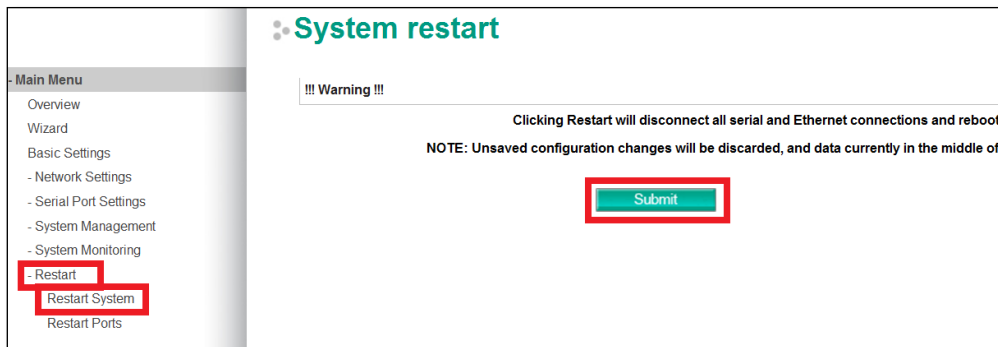 System restart
- Main Menu
Overview
Wizard
Basic Settings
- Network Settings
- Serial Port Settings
- System Management
- System Monitoring
- Restart
Restart System
Restart Ports
!!! Warning !!!
Clicking Restart will disconnect all serial and Ethernet connections and reboot
NOTE: Unsaved configuration changes will be discarded, and data currently in the middle of
Submit